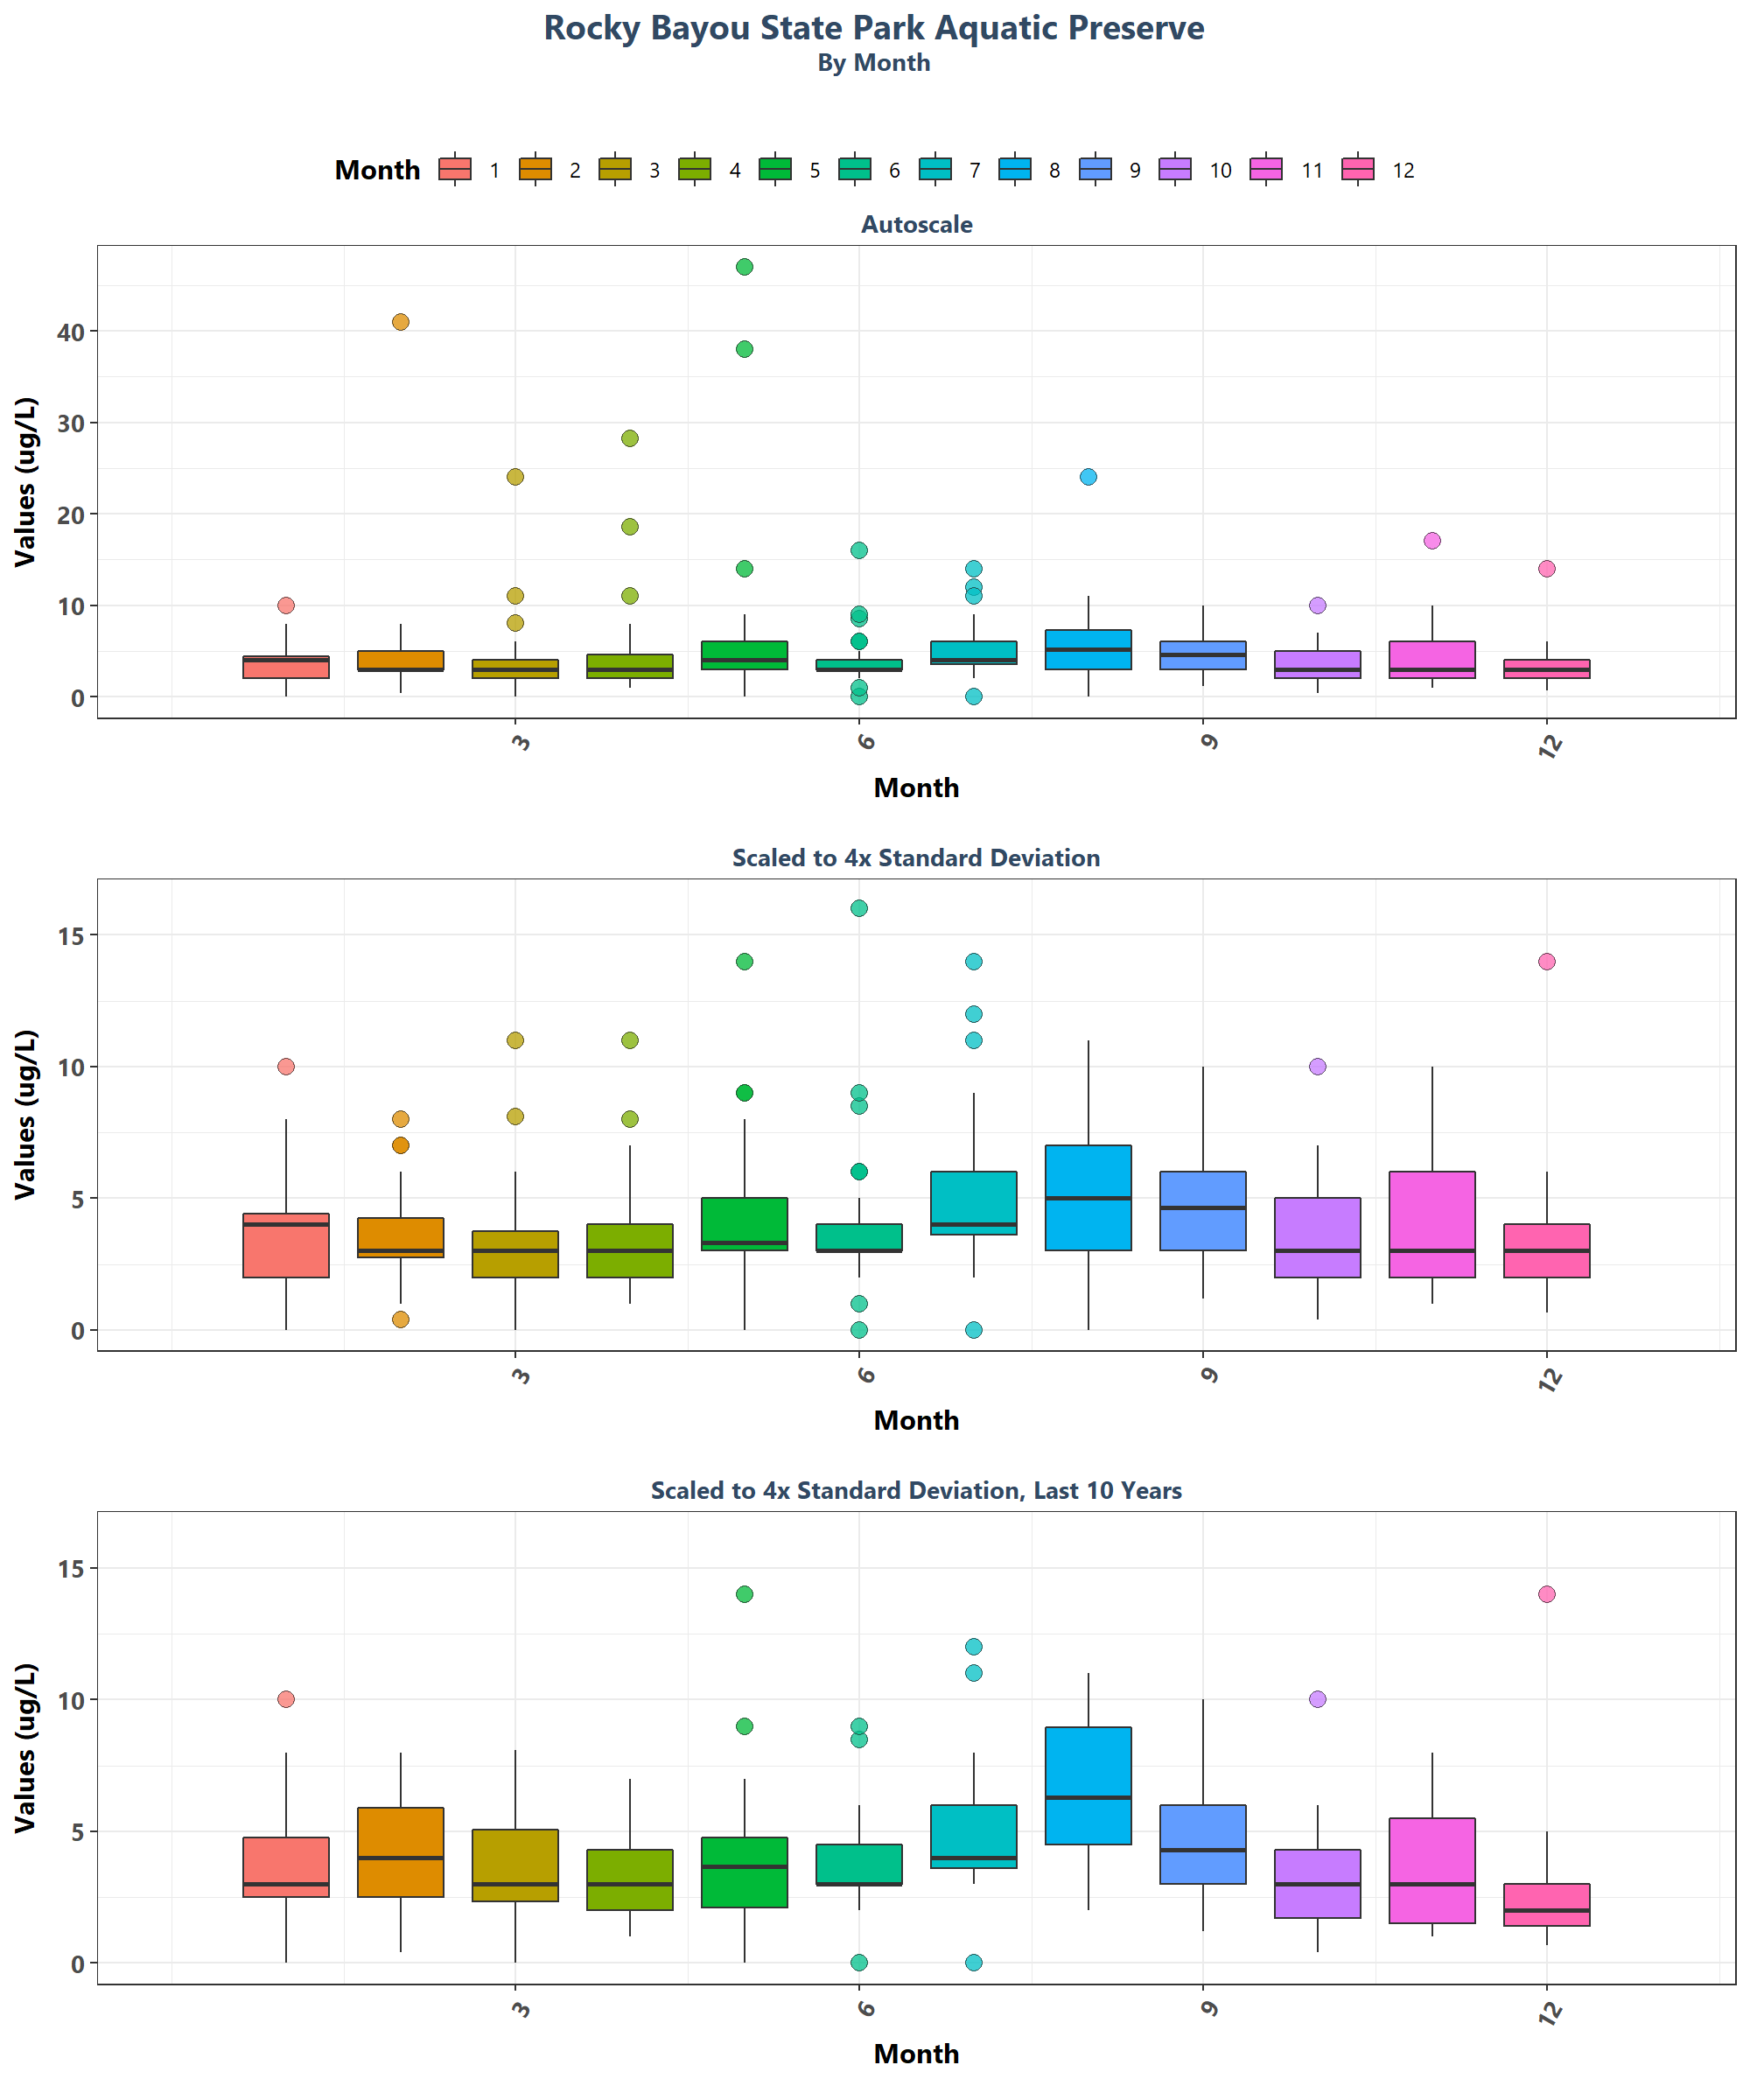 Rocky Bayou State Park Aquatic Preserve
By Month
Month 1 2 3 4 5 6 7 8 9 10 11 12
Autoscale
Values (ug/L)
40
30
20
10
0
3 6 9 12
Month
Scaled to 4x Standard Deviation
Values (ug/L)
15
10
5
0
3 6 9 12
Month
Scaled to 4x Standard Deviation, Last 10 Years
Values (ug/L)
15
10
5
0
3 6 9 12
Month